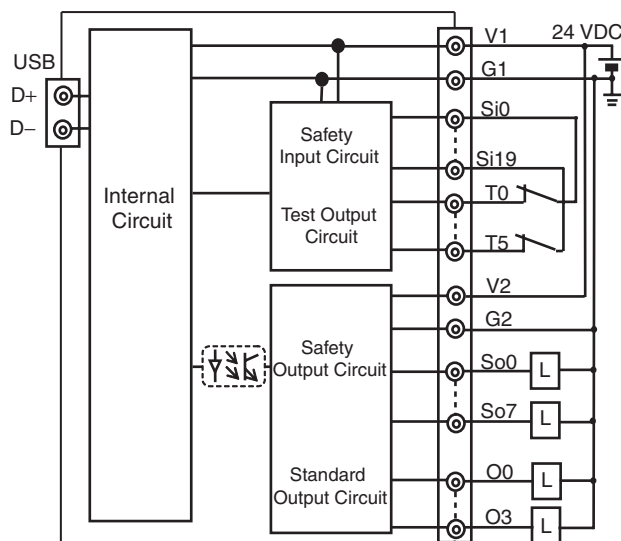 V1
24 VDC
USB
D+
G1
D−
Si0
Safety
Input Circuit
Si19
Internal
Circuit
T0
Test Output
Circuit
T5
V2
G2
Safety
Output Circuit
So0
L
So7
L
Standard
Output Circuit
O0
L
O3
L